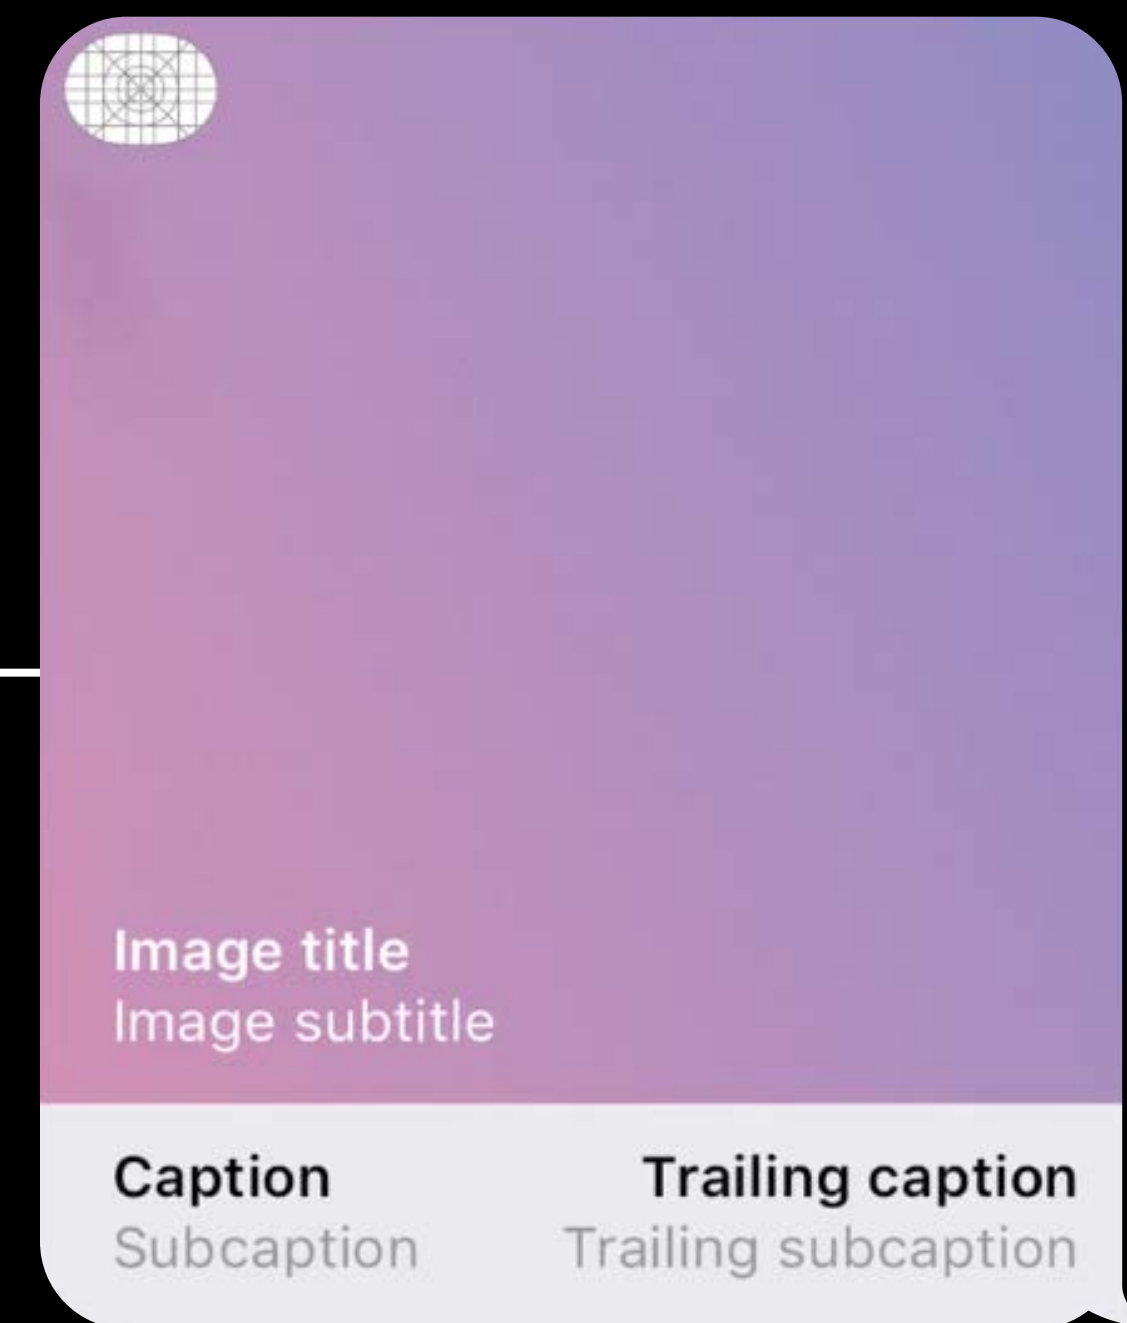 Image title
Image subtitle
Caption
Trailing caption
Subcaption
Trailing subcaption